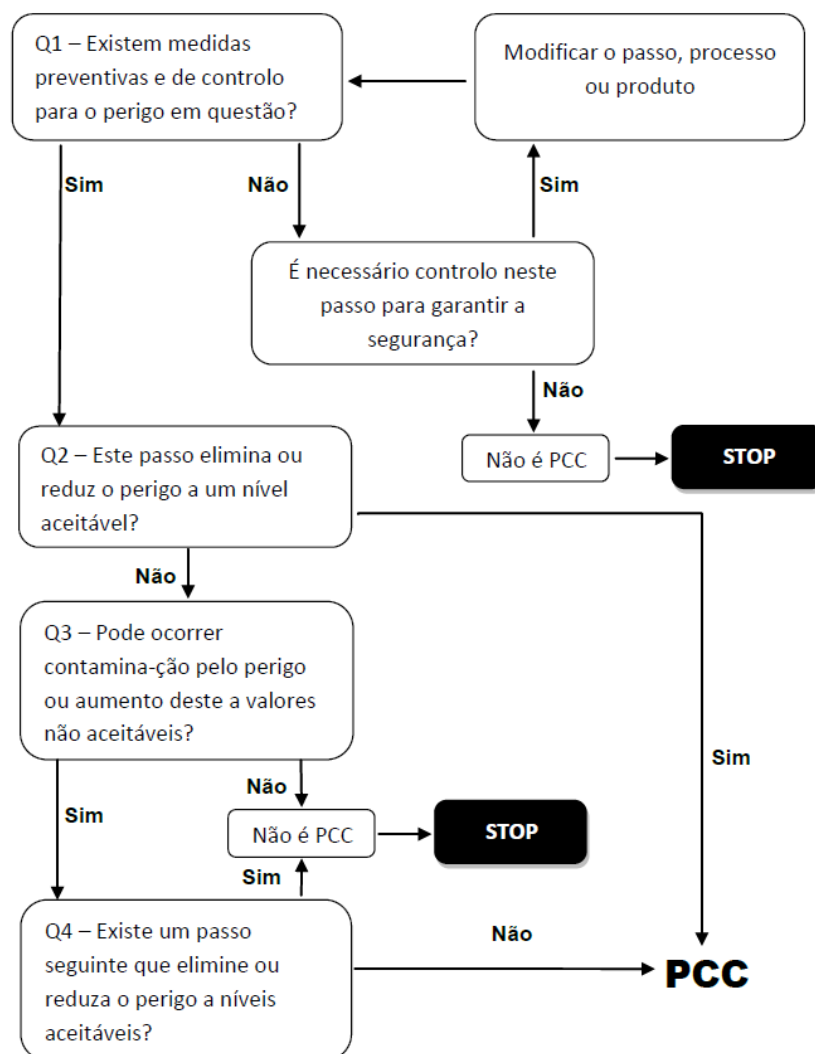 Q1 – Existem medidas
preventivas e de controlo
para o perigo em questão?
Modificar o passo, processo
ou produto
Sim
Não
Sim
É necessário controlo neste
passo para garantir a
segurança?
Não
Q2 – Este passo elimina ou
reduz o perigo a um nível
aceitável?
Não é PCC
STOP
Não
Q3 – Pode ocorrer
contamina-ção pelo perigo
ou aumento deste a valores
não aceitáveis?
Sim
Não
Sim
Não é PCC
STOP
Sim
Q4 – Existe um passo
seguinte que elimine ou
reduza o perigo a níveis
aceitáveis?
Não
PCC